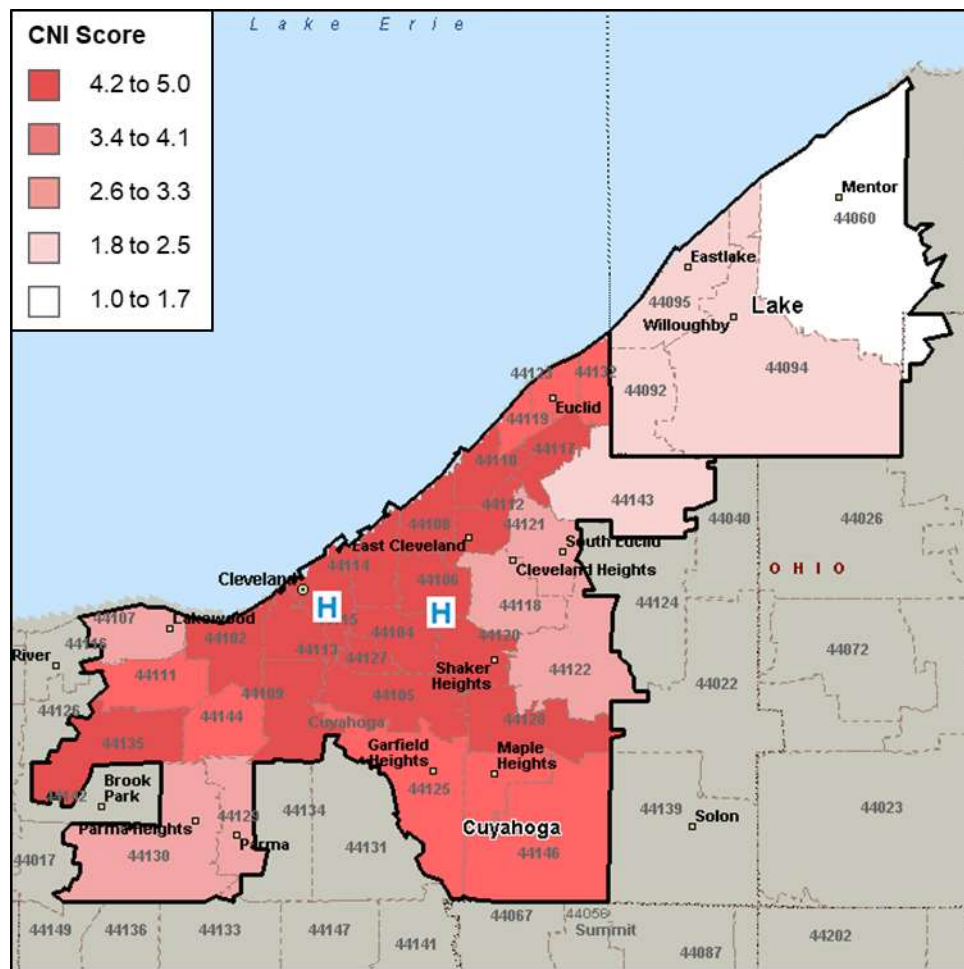 Lake Erie
CNI Score
4.2 to 5.0
3.4 to 4.1
2.6 to 3.3
1.8 to 2.5
1.0 to 1.7
Mentor
44060
Eastlake
44095
Lake
Willoughby
44094
44092
44123
44132
Euclid
44119
44117
44110
44143
44112
44108
44121
44040
44026
East Cleveland
South Euclid
44114
Cleveland Heights
OHIO
Cleveland
44106
44118
44124
H
H
44107
Lakewood
44102
44104
44120
44116
44113
44127
River
Shaker
Heights
44122
44072
44111
44022
44109
44105
44126
44144
Cuyahoga
44128
44135
Garfield
Heights
Maple
Heights
44125
Brook
Park
44142
44134
44139
44023
44129
Parma Heights
Parma
Cuyahoga
Solon
44130
44131
44146
44017
44067
44056
Summit
44149
44136
44133
44147
44141
44087
44202